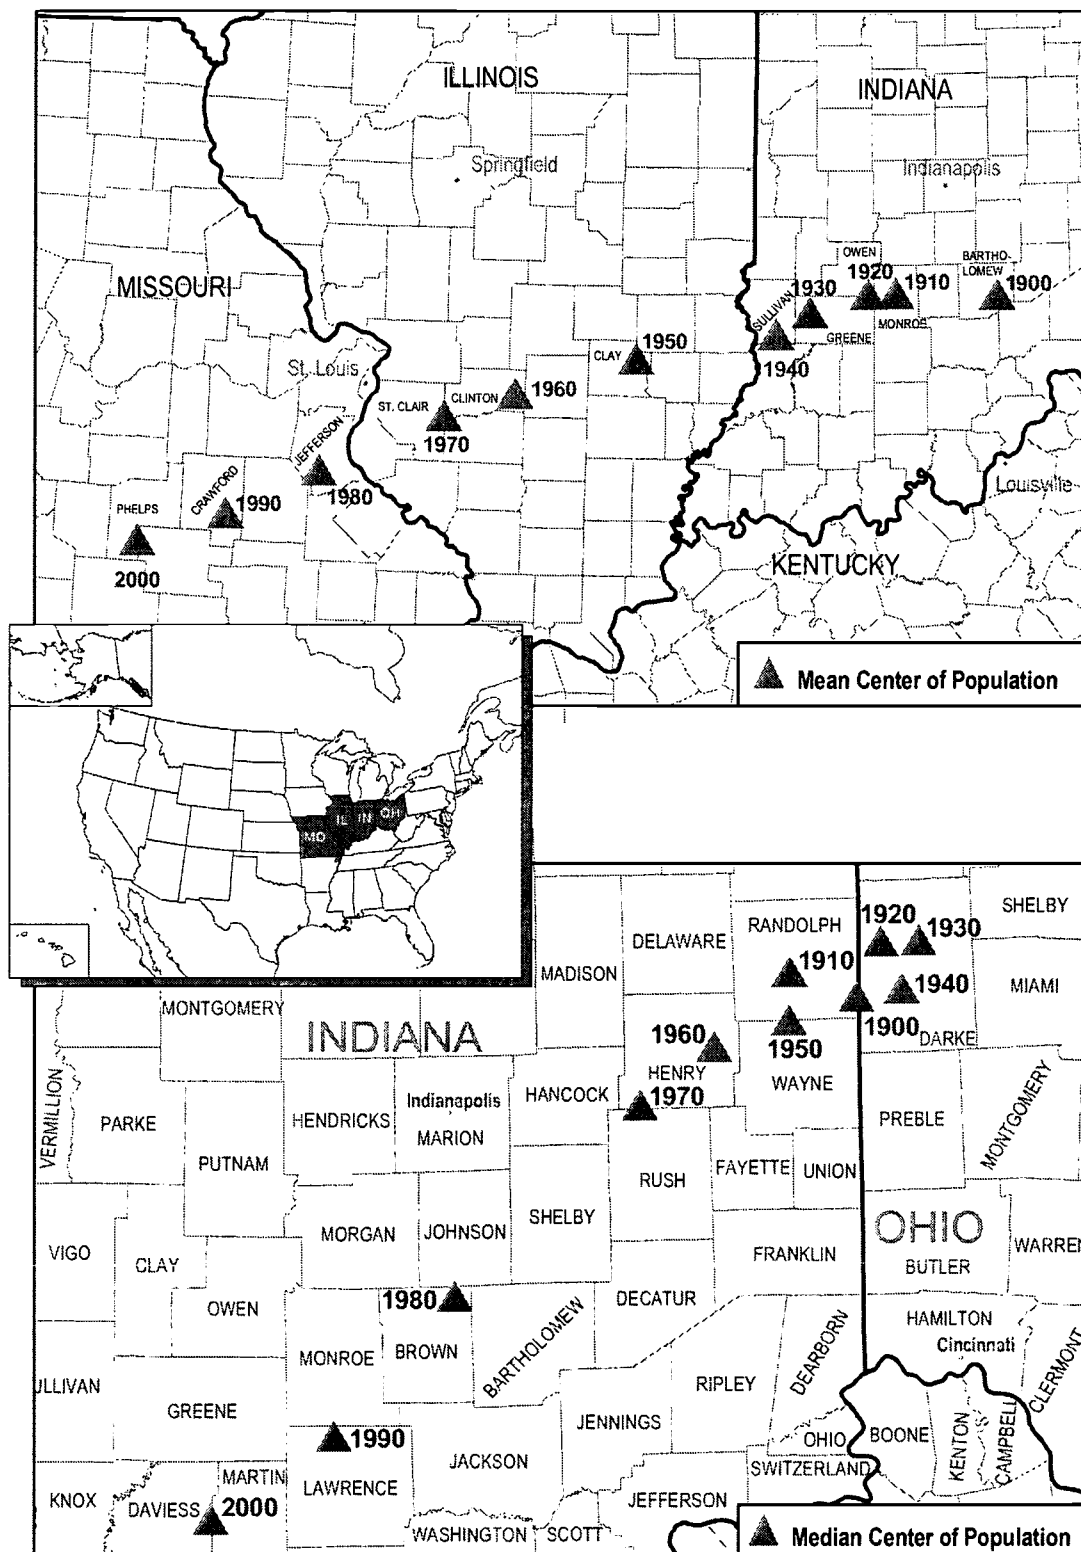 ILLINOIS
INDIANA
Springfield
Indianapolis
MISSOURI
OWEN
BARTHO-
LOMEW
1920
1910
1900
1930
SULLIVAN
GREENE
MONROE
1940
CLAY
1950
St. Louis
1960
CLINTON
ST. CLAIR
1970
JEFFERSON
1980
CRAWFORD
1990
PHELPS
2000
Louisville
KENTUCKY
Mean Center of Population
MO
IL
IN
OH
SHELBY
1920
1930
RANDOLPH
DELAWARE
1910
MADISON
MIAMI
1940
MONTGOMERY
1900
DARKE
INDIANA
1960
1950
HENRY
WAYNE
HANCOCK
1970
VERMILLION
PARKE
HENDRICKS
Indianapolis
MARION
PREBLE
MONTGOMERY
PUTNAM
RUSH
FAYETTE
UNION
SHELBY
MORGAN
JOHNSON
OHIO
VIGO
CLAY
FRANKLIN
BUTLER
WARREN
1980
DECATUR
OWEN
HAMILTON
Cincinnati
MONROE
BROWN
BARTHOLOMEW
DEARBORN
CLERMONT
ULLIVAN
RIPLEY
GREENE
JENNINGS
1990
OHIO
BOONE
KENTON
CAMPBELL
JACKSON
SWITZERLAND
MARTIN
LAWRENCE
KNOX
DAVIESS
2000
JEFFERSON
WASHINGTON
SCOTT
Median Center of Population